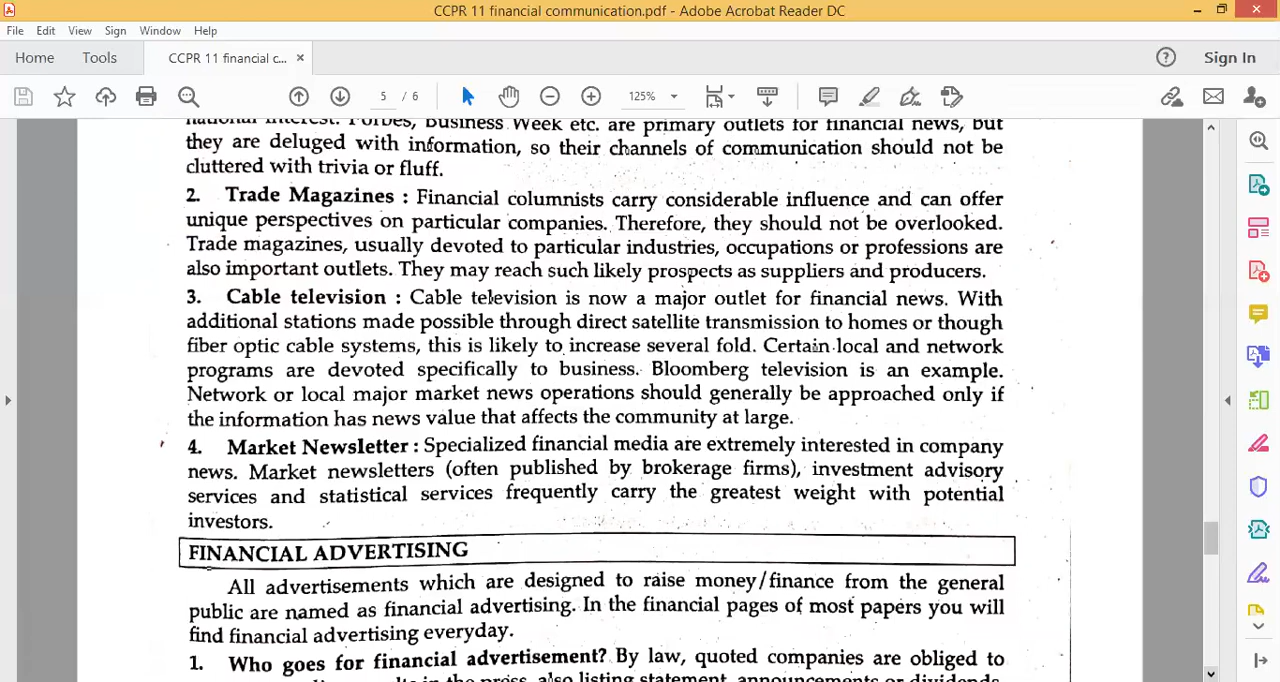 CCPR 11 financial communication.pdf - Adobe Acrobat Reader DC
File Edit View Sign Window Help
Home Tools CCPR 11 financial c... × Sign In
5 / 6 125%
national interest. Forbes, Business Week etc. are primary outlets for financial news, but
they are deluged with information, so their channels of communication should not be
cluttered with trivia or fluff.
2. Trade Magazines : Financial columnists carry considerable influence and can offer
unique perspectives on particular companies. Therefore, they should not be overlooked.
Trade magazines, usually devoted to particular industries, occupations or professions are
also important outlets. They may reach such likely prospects as suppliers and producers.
3. Cable television : Cable television is now a major outlet for financial news. With
additional stations made possible through direct satellite transmission to homes or though
fiber optic cable systems, this is likely to increase several fold. Certain local and network
programs are devoted specifically to business. Bloomberg television is an example.
Network or local major market news operations should generally be approached only if
the information has news value that affects the community at large.
4. Market Newsletter : Specialized financial media are extremely interested in company
news. Market newsletters (often published by brokerage firms), investment advisory
services and statistical services frequently carry the greatest weight with potential
investors.
FINANCIAL ADVERTISING
All advertisements which are designed to raise money/finance from the general
public are named as financial advertising. In the financial pages of most papers you will
find financial advertising everyday.
1. Who goes for financial advertisement? By law, quoted companies are obliged to
in the press, also listing statement, announcements or dividends,